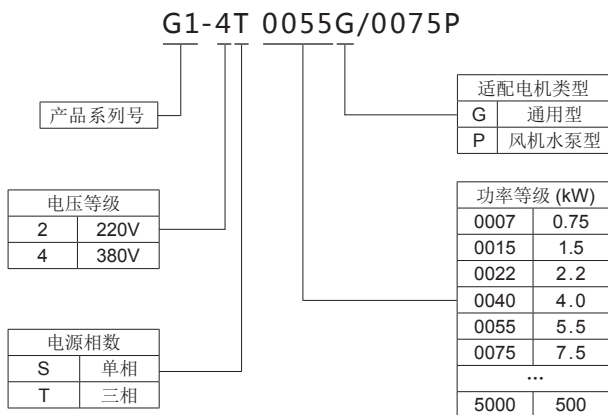 G1-4T 0055G/0075P
产品系列号
适配电机类型
G 通用型
P 风机水泵型
电压等级
2 220V
4 380V
功率等级 (kW)
0007 0.75
0015 1.5
0022 2.2
0040 4.0
0055 5.5
0075 7.5
...
5000 500
电源相数
S 单相
T 三相